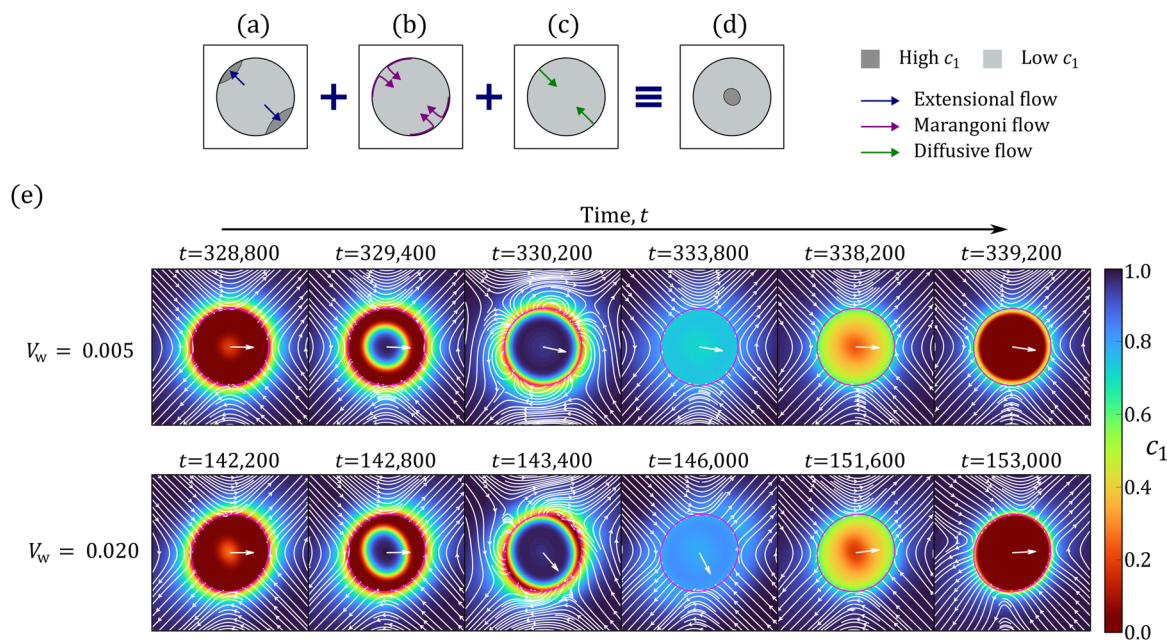 (a) (b) (c) (d)
High c₁ Low c₁
Extensional flow
Marangoni flow
Diffusive flow
(e)
Time, t
t=328,800 t=329,400 t=330,200 t=333,800 t=338,200 t=339,200
V_w = 0.005
t=142,200 t=142,800 t=143,400 t=146,000 t=151,600 t=153,000
V_w = 0.020
1.0
0.8
0.6
c₁
0.4
0.2
0.0